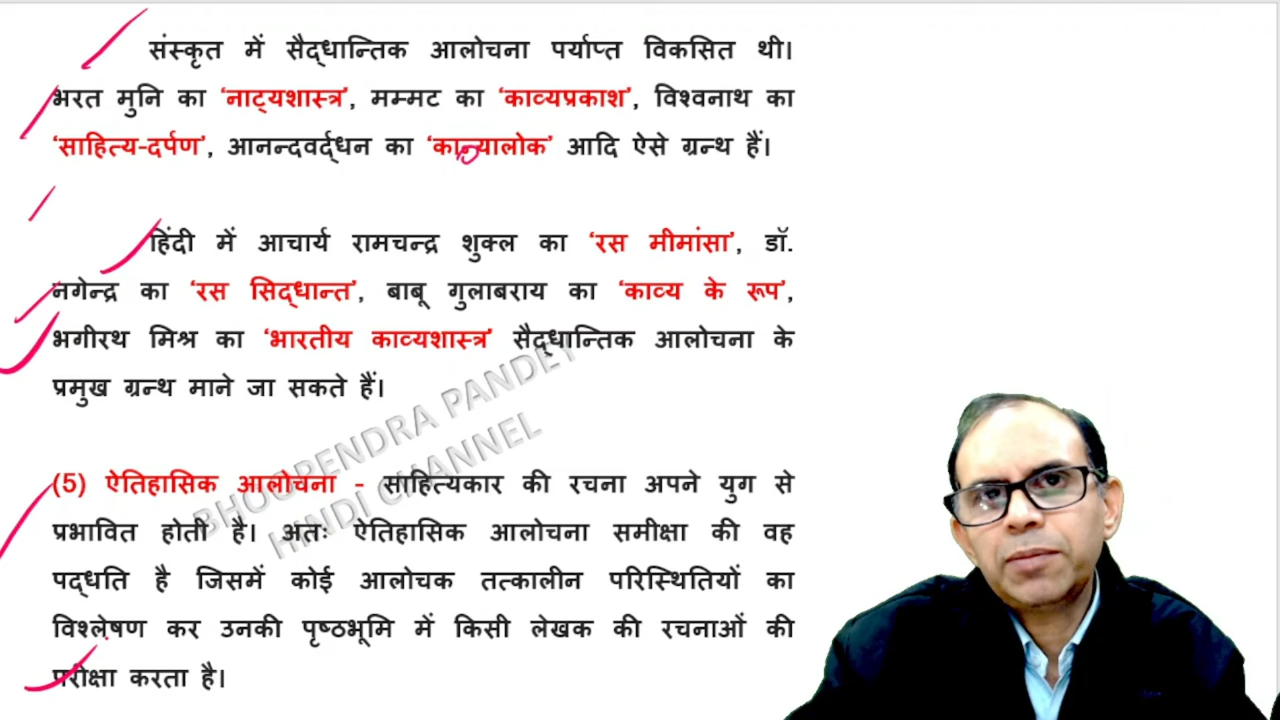 संस्कृत में सैद्धान्तिक आलोचना पर्याप्त विकसित थी।
भरत मुनि का ‘नाट्यशास्त्र’, मम्मट का ‘काव्यप्रकाश’, विश्वनाथ का
‘साहित्य-दर्पण’, आनन्दवर्द्धन का आदि ऐसे ग्रन्थ हैं।
हिंदी में आचार्य रामचन्द्र शुक्ल का ‘रस मीमांसा’, डॉ.
नगेन्द्र का ‘रस सिद्धान्त’, बाबू गुलाबराय का ‘काव्य के रूप’,
भगीरथ मिश्र का ‘भारतीय काव्यशास्त्र’ सैद्धान्तिक आलोचना के
प्रमुख ग्रन्थ माने जा सकते हैं।
BHOOPENDRA PANDEY
HINDI CHANNEL
(5) ऐतिहासिक आलोचना - साहित्यकार की रचना अपने युग से
प्रभावित होती है। अतः ऐतिहासिक आलोचना समीक्षा की वह
पद्धति है जिसमें कोई आलोचक तत्कालीन परिस्थितियों का
विश्लेषण कर उनकी पृष्ठभूमि में किसी लेखक की रचनाओं की
परीक्षा करता है।